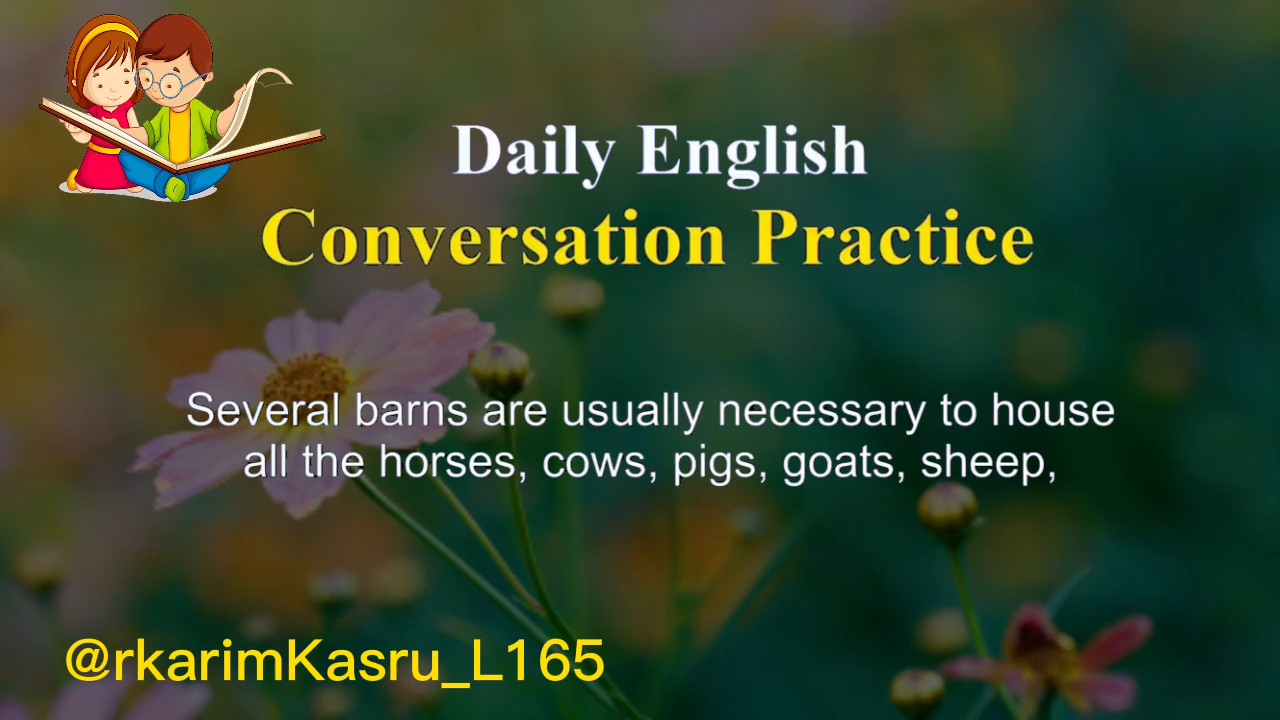 Daily English
Conversation Practice
Several barns are usually necessary to house
all the horses, cows, pigs, goats, sheep,
@rkarimKasru_L165